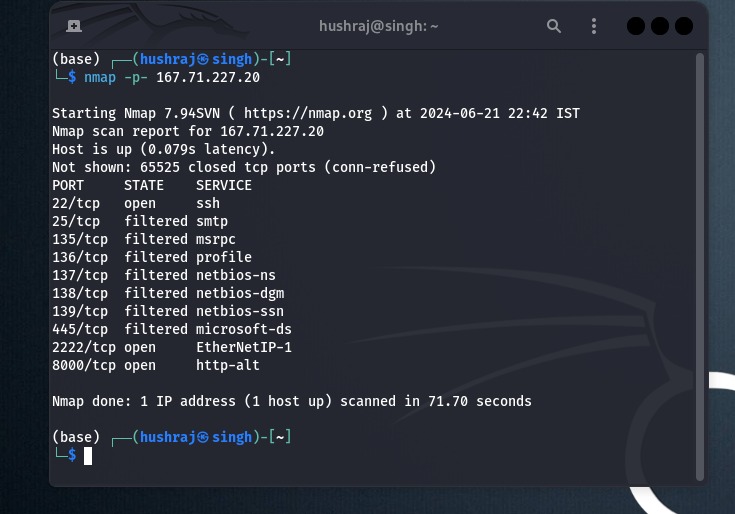 hushraj@singh: ~
(base) ┌──(hushraj㉿singh)-[~]
└─$ nmap -p- 167.71.227.20
Starting Nmap 7.94SVN ( https://nmap.org ) at 2024-06-21 22:42 IST
Nmap scan report for 167.71.227.20
Host is up (0.079s latency).
Not shown: 65525 closed tcp ports (conn-refused)
PORT     STATE    SERVICE
22/tcp   open     ssh
25/tcp   filtered smtp
135/tcp  filtered msrpc
136/tcp  filtered profile
137/tcp  filtered netbios-ns
138/tcp  filtered netbios-dgm
139/tcp  filtered netbios-ssn
445/tcp  filtered microsoft-ds
2222/tcp open     EtherNetIP-1
8000/tcp open     http-alt
Nmap done: 1 IP address (1 host up) scanned in 71.70 seconds
(base) ┌──(hushraj㉿singh)-[~]
└─$